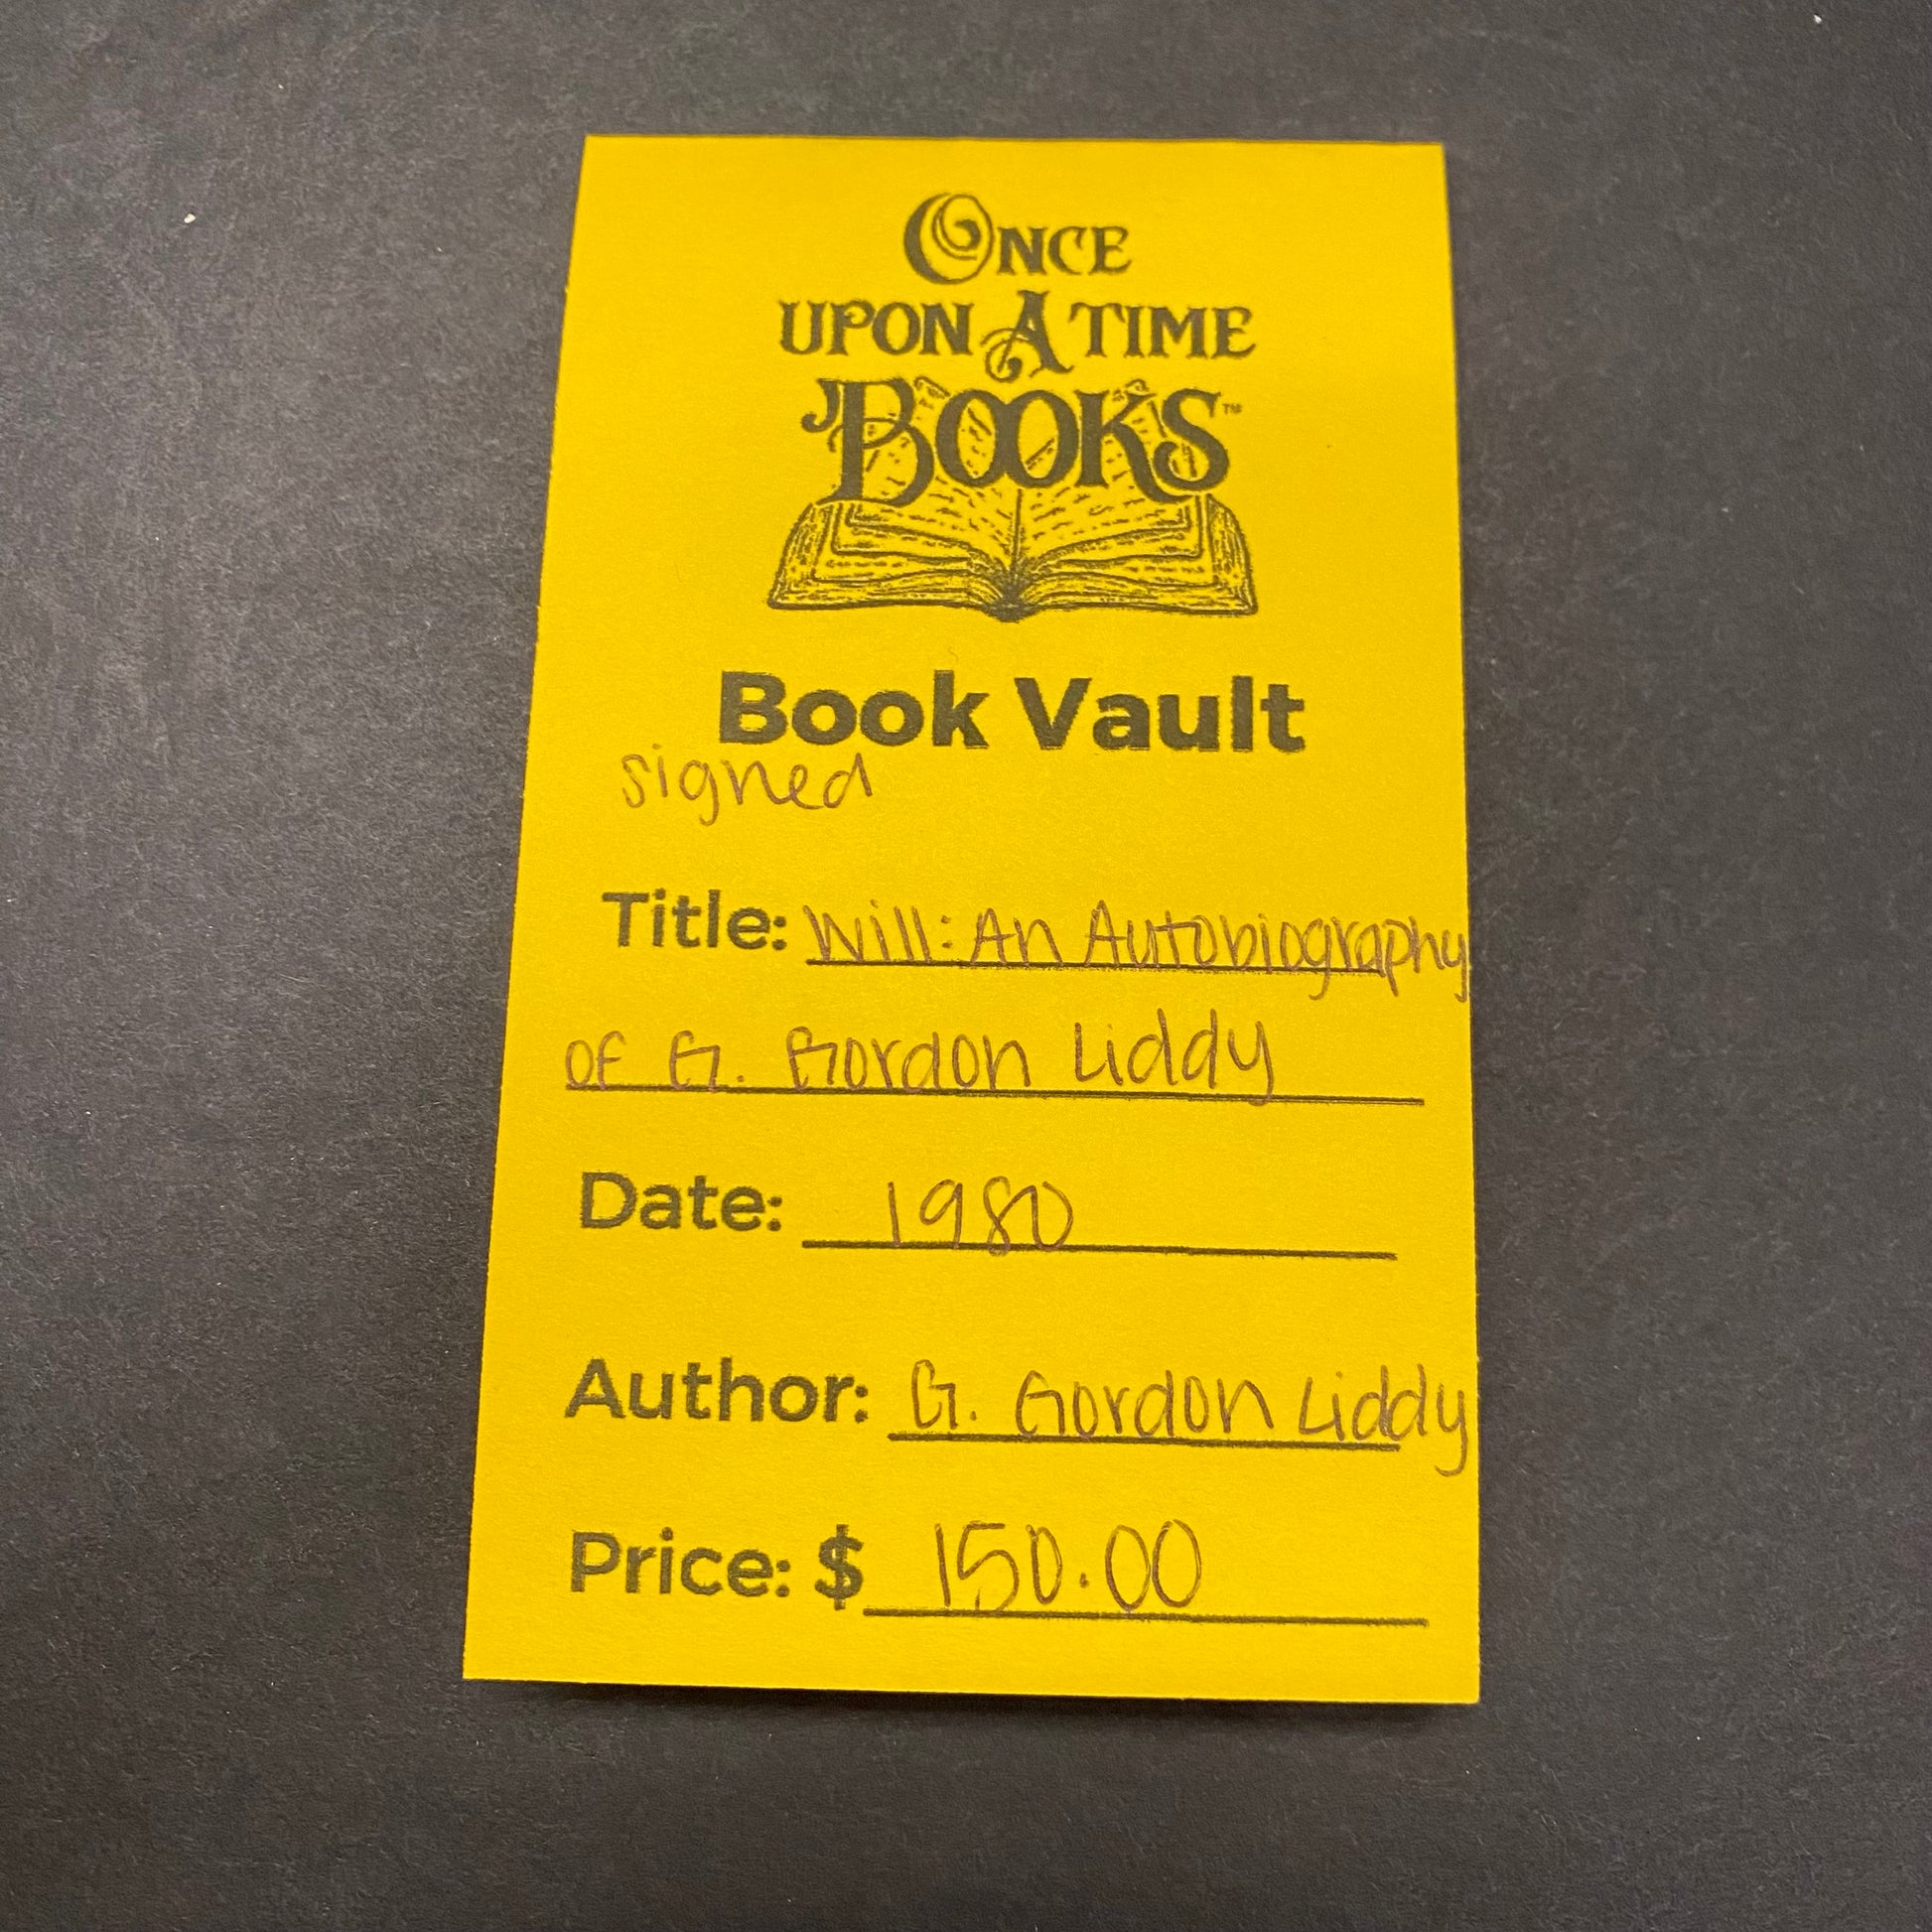 ONCE
UPON A TIME
BOOKS™
Book Vault
signed
Title: Will: An Autobiography
of G. Gordon Liddy
Date: 1980
Author: G. Gordon Liddy
Price: $ 150.00